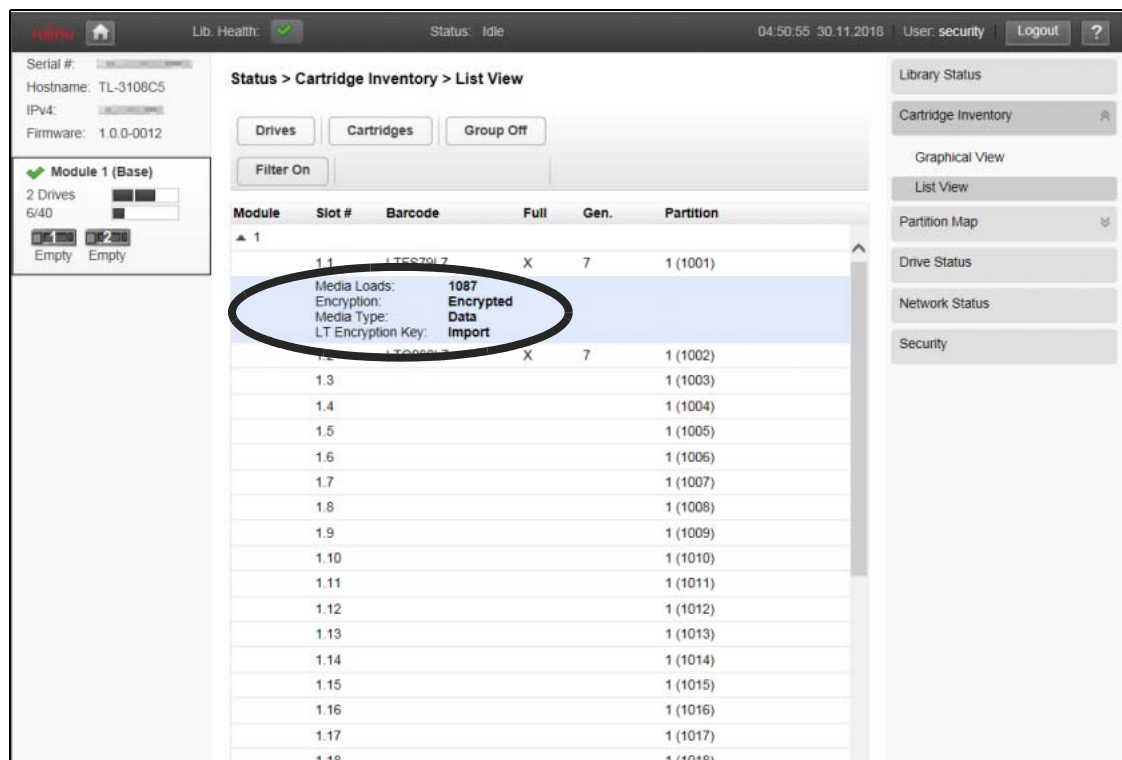 FUJITSU Lib. Health: Status: Idle 04:50:55 30.11.2018 User: security Logout ?
Serial #:
Hostname: TL-3108C5
IPv4:
Firmware: 1.0.0-0012
Module 1 (Base)
2 Drives
6/40
1 2
Empty Empty
Status > Cartridge Inventory > List View
Drives Cartridges Group Off
Filter On
Module Slot # Barcode Full Gen. Partition
1
1.1 X 7 1 (1001)
Media Loads: 1087
Encryption: Encrypted
Media Type: Data
LT Encryption Key: Import
1.2 X 7 1 (1002)
1.3 1 (1003)
1.4 1 (1004)
1.5 1 (1005)
1.6 1 (1006)
1.7 1 (1007)
1.8 1 (1008)
1.9 1 (1009)
1.10 1 (1010)
1.11 1 (1011)
1.12 1 (1012)
1.13 1 (1013)
1.14 1 (1014)
1.15 1 (1015)
1.16 1 (1016)
1.17 1 (1017)
1.18 1 (1018)
Library Status
Cartridge Inventory
Graphical View
List View
Partition Map
Drive Status
Network Status
Security